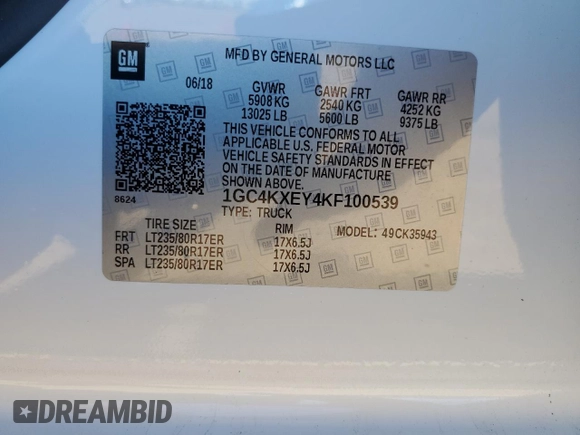 GM
MFD BY GENERAL MOTORS LLC
06/18 GVWR GAWR FRT GAWR RR
5908 KG 2540 KG 4252 KG
13025 LB 5600 LB 9375 LB
THIS VEHICLE CONFORMS TO ALL
APPLICABLE U.S. FEDERAL MOTOR
VEHICLE SAFETY STANDARDS IN EFFECT
ON THE DATE OF MANUFACTURE
SHOWN ABOVE.
8624
1GC4KXEY4KF100539
TYPE: TRUCK
TIRE SIZE RIM MODEL: 49CK35943
FRT LT235/80R17ER 17X6.5J
RR LT235/80R17ER 17X6.5J
SPA LT235/80R17ER 17X6.5J
DREAMBID